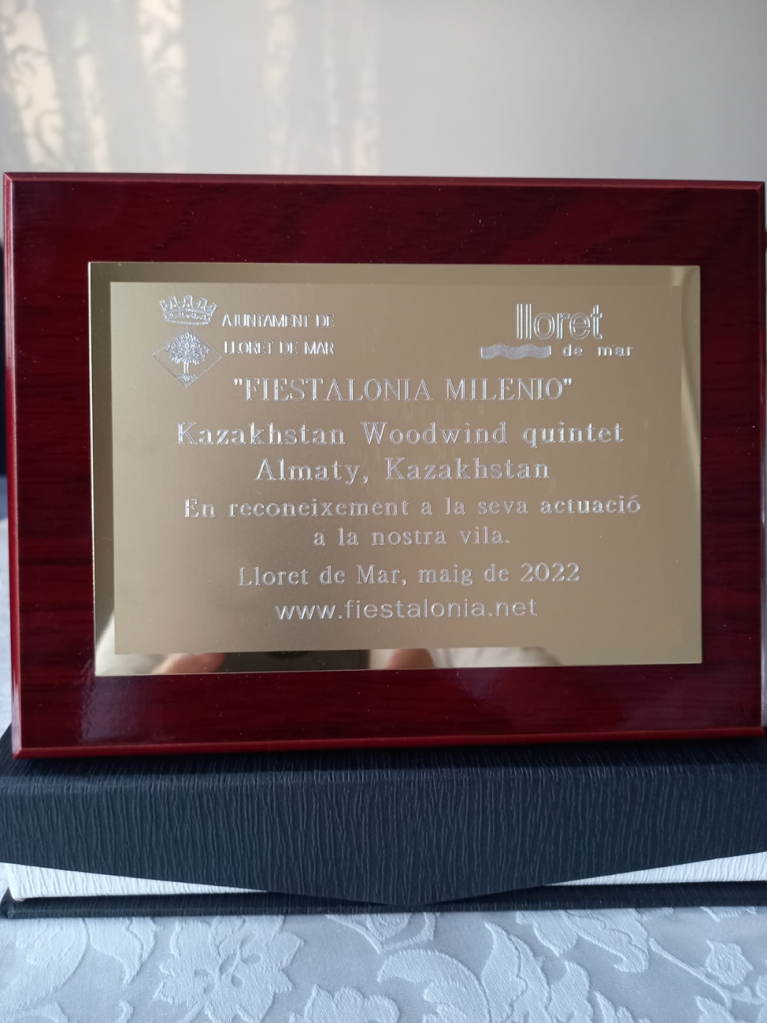 AJUNTAMENT DE
LLORET DE MAR
lloret
de mar
"FIESTALONIA MILENIO"
Kazakhstan Woodwind quintet
Almaty, Kazakhstan
En reconeixement a la seva actuació
a la nostra vila.
Lloret de Mar, maig de 2022
www.fiestalonia.net